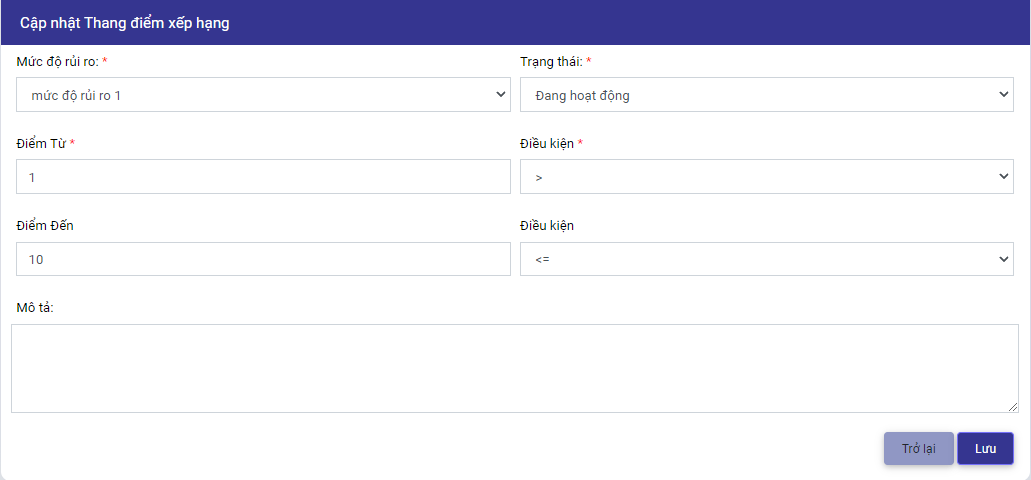 Cập nhật Thang điểm xếp hạng
Mức độ rủi ro: * Trạng thái: *
mức độ rủi ro 1 Đang hoạt động
Điểm Từ * Điều kiện *
1 >
Điểm Đến Điều kiện
10 <=
Mô tả:
Trở lại Lưu